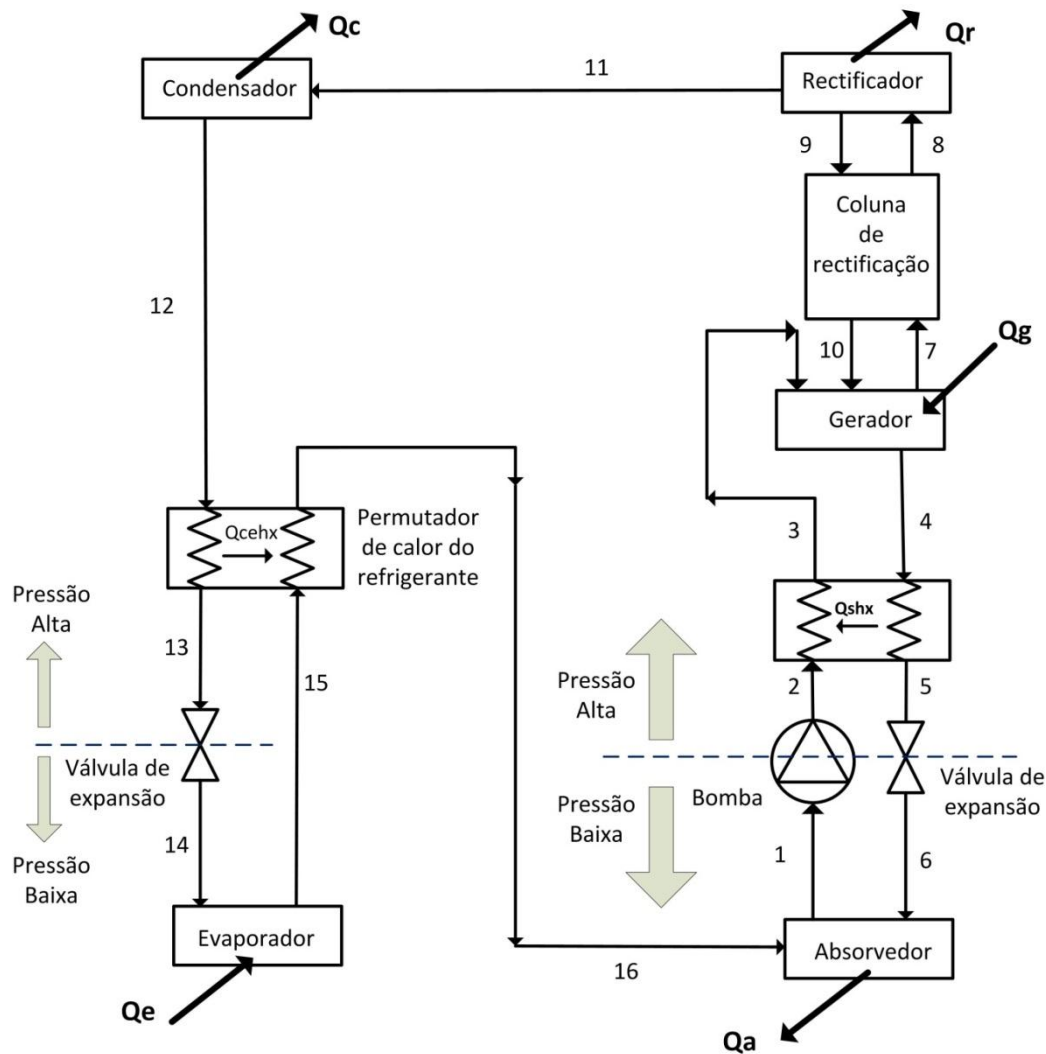 Qc
Qr
11
Condensador
Rectificador
9
8
Coluna
de
rectificação
12
10
7
Qg
Gerador
Qcehx
Permutador
de calor do
refrigerante
3
4
Qshx
Pressão
Alta
13
15
2
5
Pressão
Alta
Válvula de
expansão
Pressão
Baixa
Bomba
Válvula de
expansão
14
Pressão
Baixa
1
6
Evaporador
Absorvedor
16
Qe
Qa